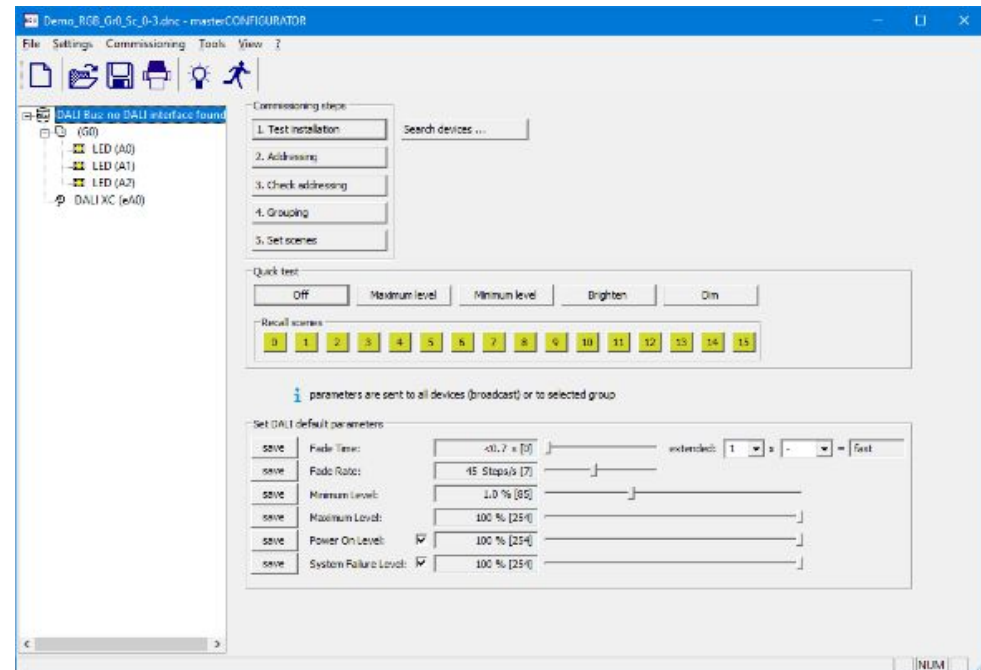 Demo_RGB_Gr0_Sc_0-3.dnc - masterCONFIGURATOR
File Settings Commissioning Tools View ?
DALI Bus: no DALI interface found
(G0)
LED (A0)
LED (A1)
LED (A2)
DALI XC (eA0)
Commissioning steps
1. Test installation
Search devices ...
2. Addressing
3. Check addressing
4. Grouping
5. Set scenes
Quick test
Off Maximum level Minimum level Brighten Dim
Recall scenes
0 1 2 3 4 5 6 7 8 9 10 11 12 13 14 15
i parameters are sent to all devices (broadcast) or to selected group
Set DALI default parameters
save Fade Time: <0.7 s [0] extended: 1 x - = fast
save Fade Rate: 45 Steps/s [7]
save Minimum Level: 1.0 % [85]
save Maximum Level: 100 % [254]
save Power On Level: 100 % [254]
save System Failure Level: 100 % [254]
NUM